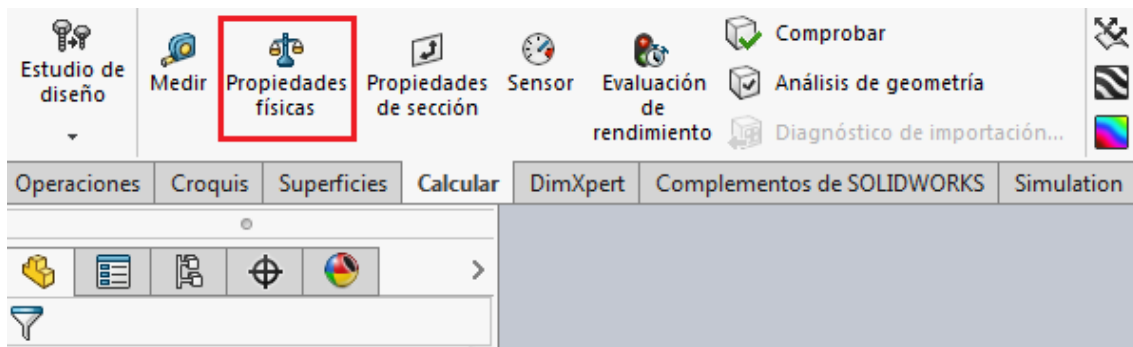 Estudio de
diseño
Medir
Propiedades
físicas
Propiedades
de sección
Sensor
Evaluación
de
rendimiento
Comprobar
Análisis de geometría
Diagnóstico de importación...
Operaciones
Croquis
Superficies
Calcular
DimXpert
Complementos de SOLIDWORKS
Simulation